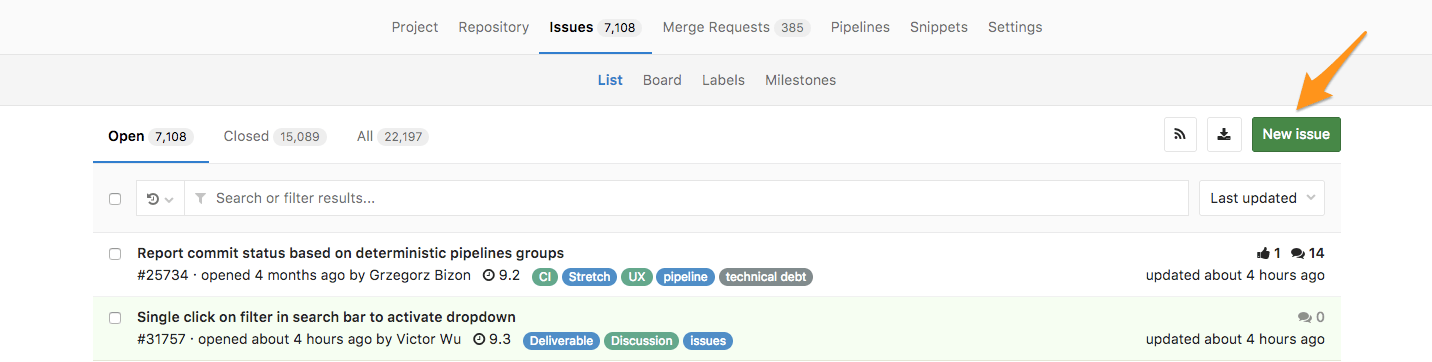 Project Repository Issues 7,108 Merge Requests 385 Pipelines Snippets Settings
List Board Labels Milestones
Open 7,108 Closed 15,089 All 22,197 New issue
Search or filter results... Last updated
Report commit status based on deterministic pipelines groups 1 14
#25734 · opened 4 months ago by Grzegorz Bizon 9.2 CI Stretch UX pipeline technical debt updated about 4 hours ago
Single click on filter in search bar to activate dropdown 0
#31757 · opened about 4 hours ago by Victor Wu 9.3 Deliverable Discussion issues updated about 4 hours ago